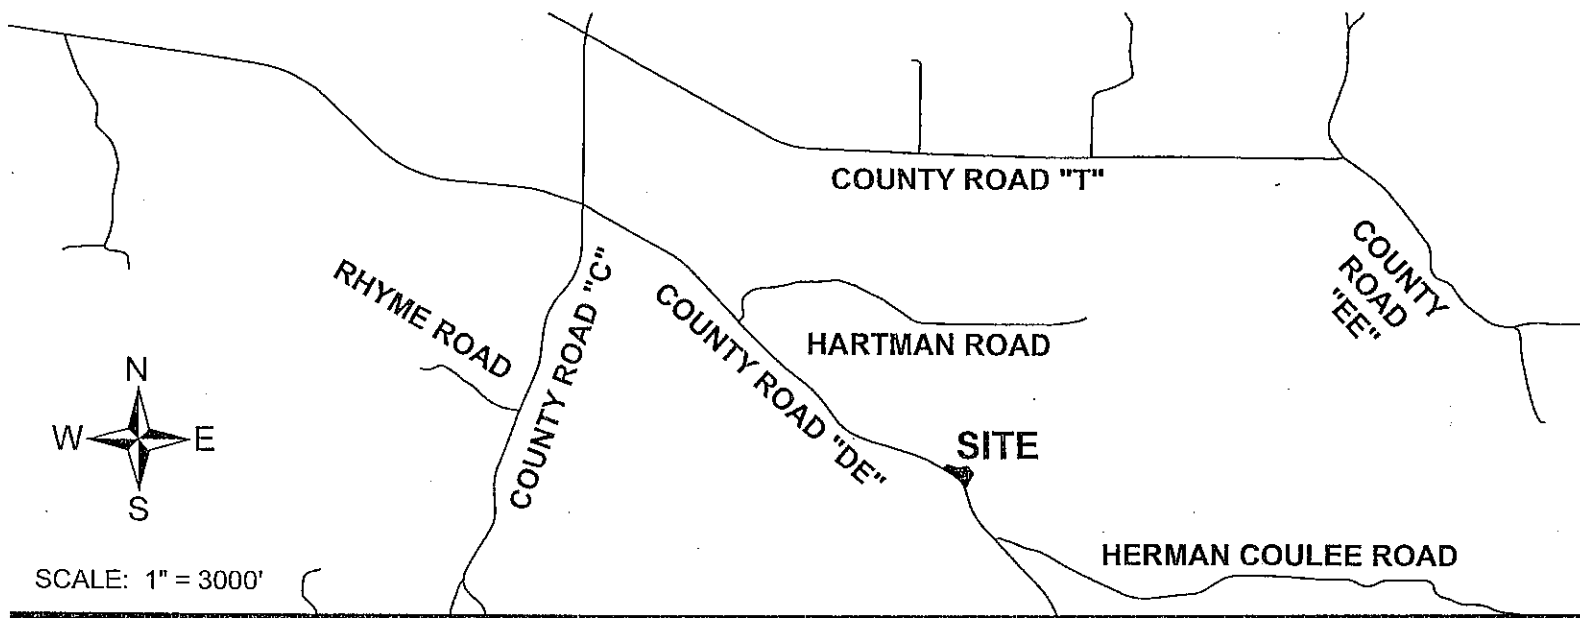 COUNTY ROAD "T"
COUNTY
ROAD
"EE"
RHYME ROAD
COUNTY ROAD "C"
COUNTY ROAD "DE"
HARTMAN ROAD
N
W E
S
SITE
HERMAN COULEE ROAD
SCALE: 1" = 3000'